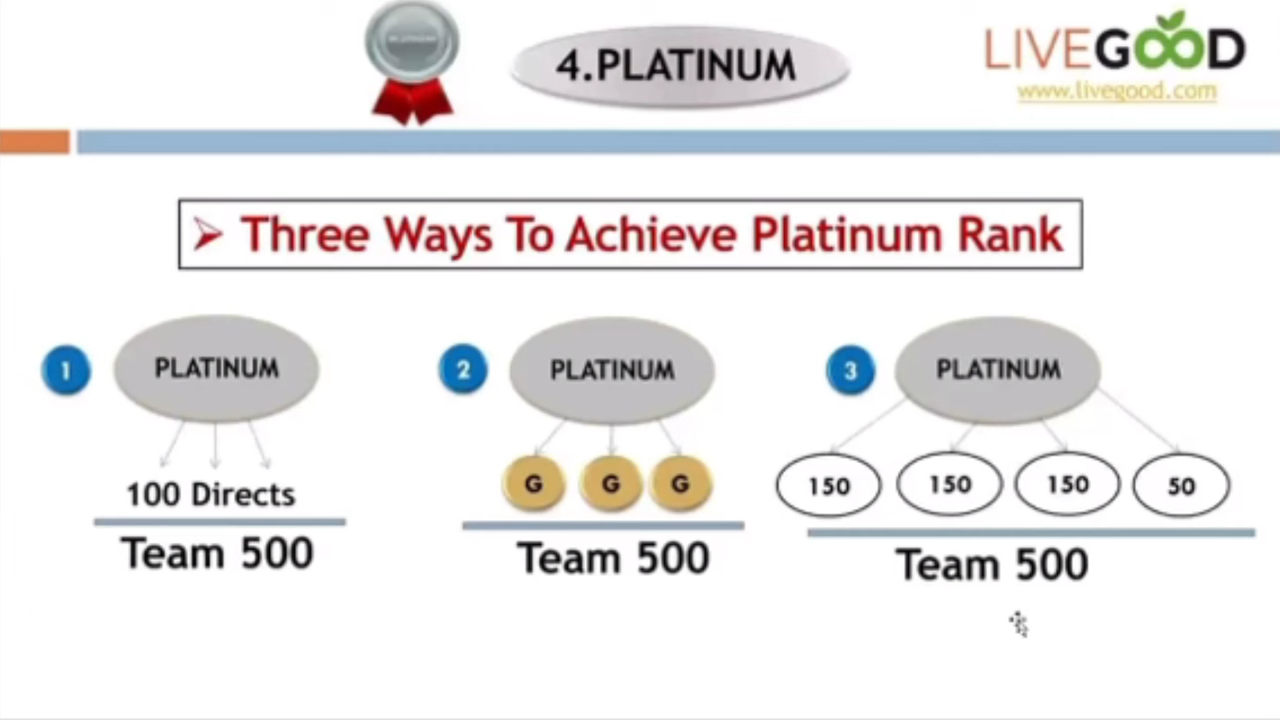 4.PLATINUM
LIVEGOOD
www.livegood.com
Three Ways To Achieve Platinum Rank
1
PLATINUM
100 Directs
Team 500
2
PLATINUM
G G G
Team 500
3
PLATINUM
150 150 150 50
Team 500